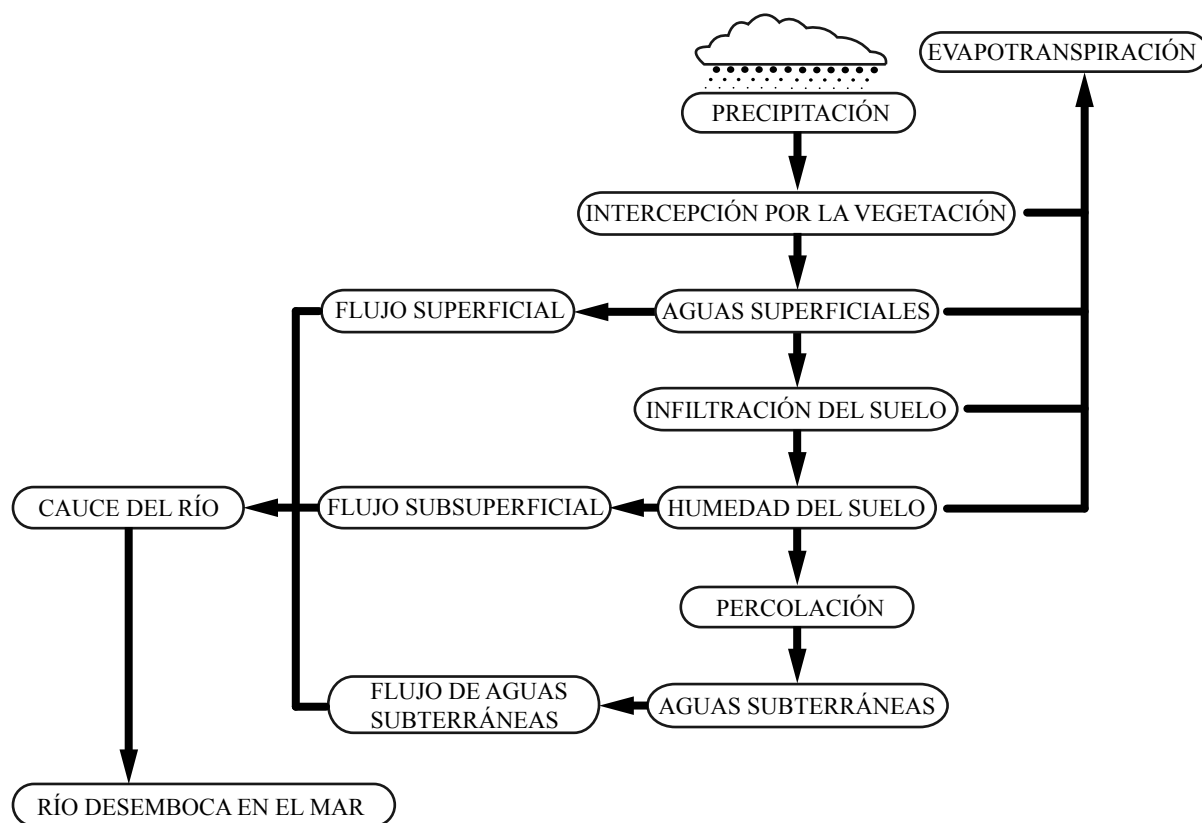 EVAPOTRANSPIRACIÓN
PRECIPITACIÓN
INTERCEPCIÓN POR LA VEGETACIÓN
FLUJO SUPERFICIAL
AGUAS SUPERFICIALES
INFILTRACIÓN DEL SUELO
CAUCE DEL RÍO
FLUJO SUBSUPERFICIAL
HUMEDAD DEL SUELO
PERCOLACIÓN
FLUJO DE AGUAS
SUBTERRÁNEAS
AGUAS SUBTERRÁNEAS
RÍO DESEMBOCA EN EL MAR